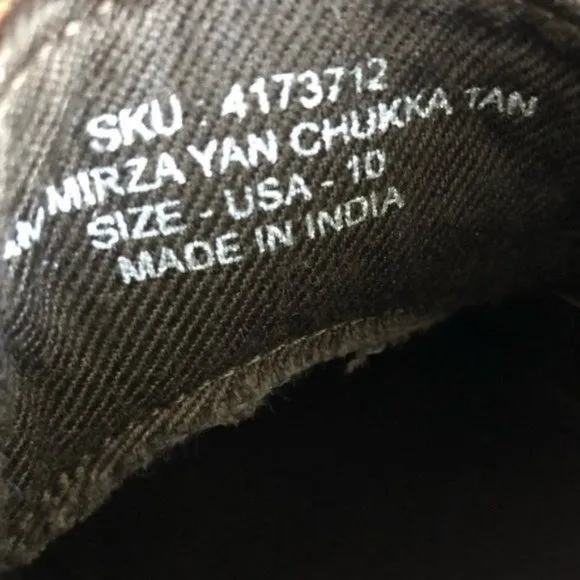 SKU - 4173712
MIRZA YAN CHUKKA TAN
SIZE - USA - 10
MADE IN INDIA